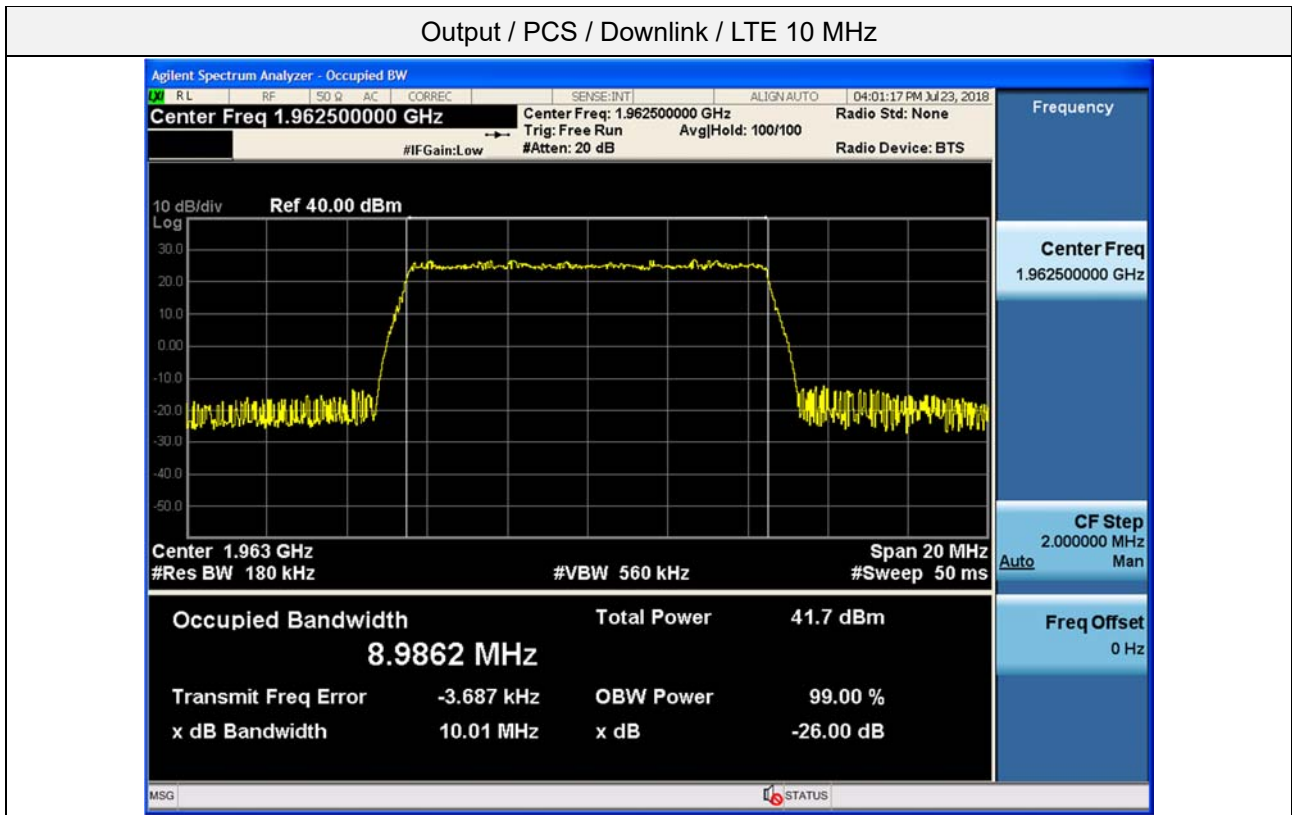 Output / PCS / Downlink / LTE 10 MHz
Agilent Spectrum Analyzer - Occupied BW
LXI RL RF 50 Ω AC CORREC SENSE:INT ALIGN AUTO 04:01:17 PM Jul 23, 2018
Center Freq 1.962500000 GHz Center Freq: 1.962500000 GHz Radio Std: None
Trig: Free Run Avg|Hold: 100/100
#IFGain:Low #Atten: 20 dB Radio Device: BTS
10 dB/div Ref 40.00 dBm
Log
30.0
20.0
10.0
0.00
-10.0
-20.0
-30.0
-40.0
-50.0
Center 1.963 GHz Span 20 MHz
#Res BW 180 kHz #VBW 560 kHz #Sweep 50 ms
Occupied Bandwidth Total Power 41.7 dBm
8.9862 MHz
Transmit Freq Error -3.687 kHz OBW Power 99.00 %
x dB Bandwidth 10.01 MHz x dB -26.00 dB
MSG STATUS
Frequency
Center Freq
1.962500000 GHz
CF Step
2.000000 MHz
Auto Man
Freq Offset
0 Hz